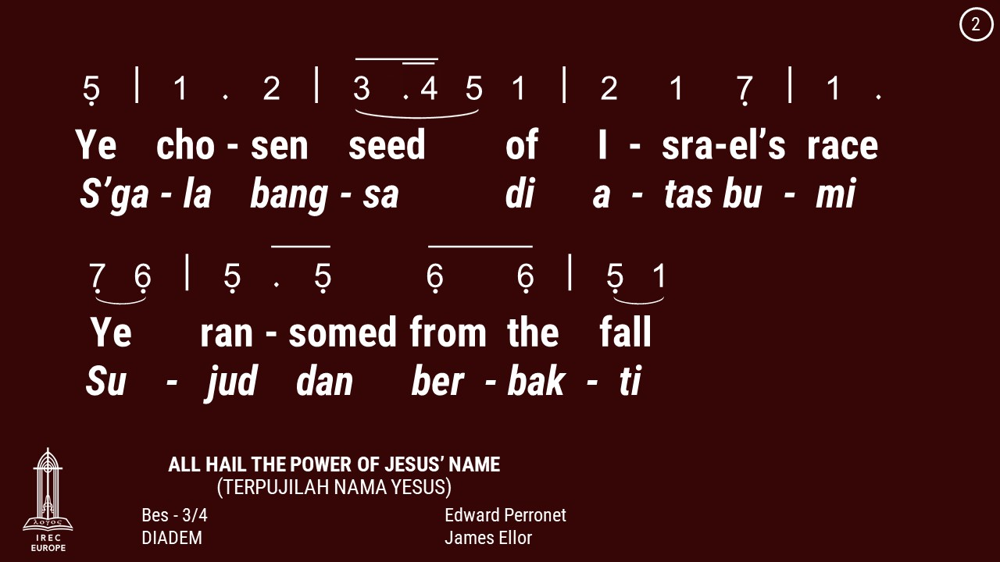 2
5̣ | 1 . 2 | 3 . 4 5 1 | 2 1 7̣ | 1 .
Ye cho - sen seed of I - sra-el’s race
S’ga - la bang - sa di a - tas bu - mi
7̣ 6̣ | 5̣ . 5̣ 6̣ 6̣ | 5̣ 1
Ye ran - somed from the fall
Su - jud dan ber - bak - ti
ALL HAIL THE POWER OF JESUS’ NAME
(TERPUJILAH NAMA YESUS)
Bes - 3/4
Edward Perronet
DIADEM
James Ellor
λογος
IREC
EUROPE